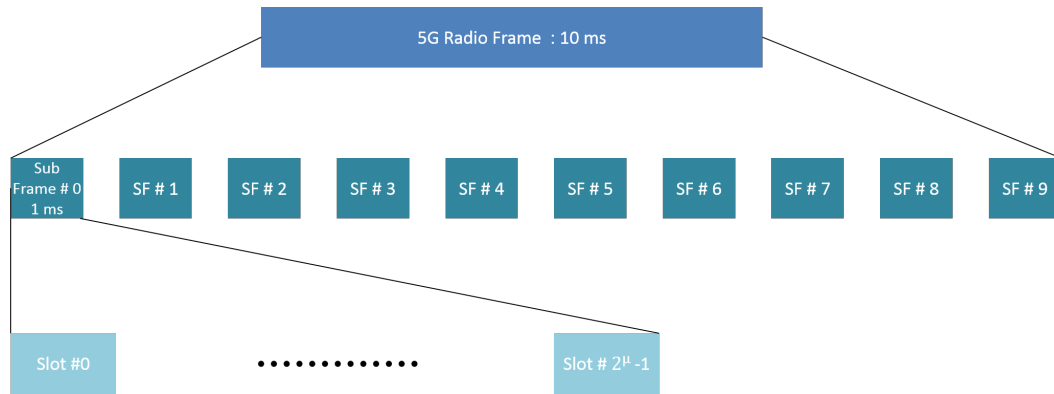 5G Radio Frame : 10 ms
Sub
Frame # 0
1 ms
SF # 1
SF # 2
SF # 3
SF # 4
SF # 5
SF # 6
SF # 7
SF # 8
SF # 9
Slot #0
Slot # 2^μ -1